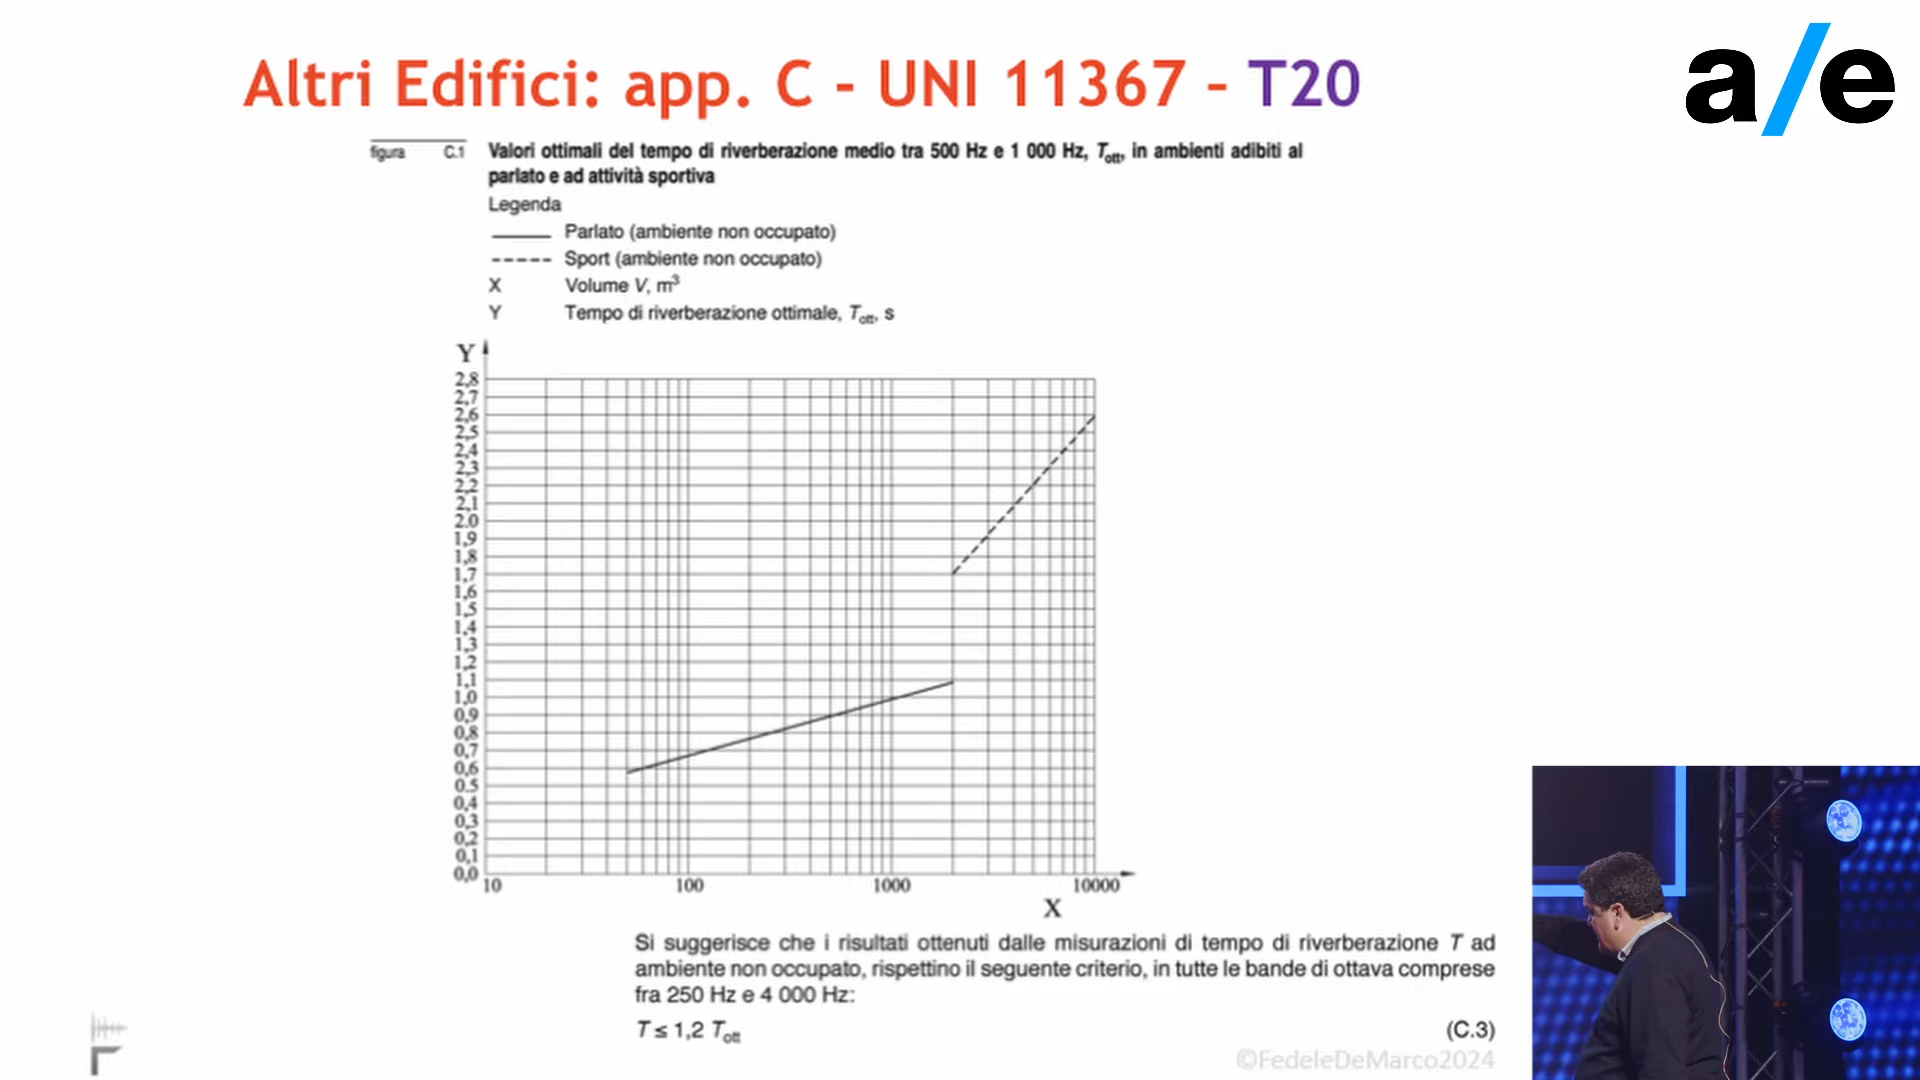 Altri Edifici: app. C - UNI 11367 – T20
a/e
figura C.1 Valori ottimali del tempo di riverberazione medio tra 500 Hz e 1 000 Hz, Tott, in ambienti adibiti al
parlato e ad attività sportiva
Legenda
Parlato (ambiente non occupato)
Sport (ambiente non occupato)
X Volume V, m³
Y Tempo di riverberazione ottimale, Tott, s
Y
2,8
2,7
2,6
2,5
2,4
2,3
2,2
2,1
2.0
1,9
1,8
1,7
1,6
1,5
1,4
1,3
1,2
1,1
1,0
0,9
0,8
0,7
0,6
0.5
0,4
0,3
0,2
0,1
0,0
10 100 1000 10000
X
Si suggerisce che i risultati ottenuti dalle misurazioni di tempo di riverberazione T ad
ambiente non occupato, rispettino il seguente criterio, in tutte le bande di ottava comprese
fra 250 Hz e 4 000 Hz:
T ≤ 1,2 Tott (C.3)
©FedeleDeMarco2024